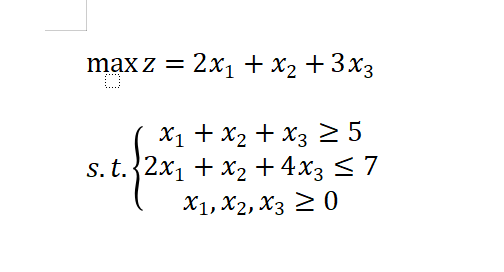 max z = 2x₁ + x₂ + 3x₃
x₁ + x₂ + x₃ ≥ 5
s.t. { 2x₁ + x₂ + 4x₃ ≤ 7
x₁, x₂, x₃ ≥ 0